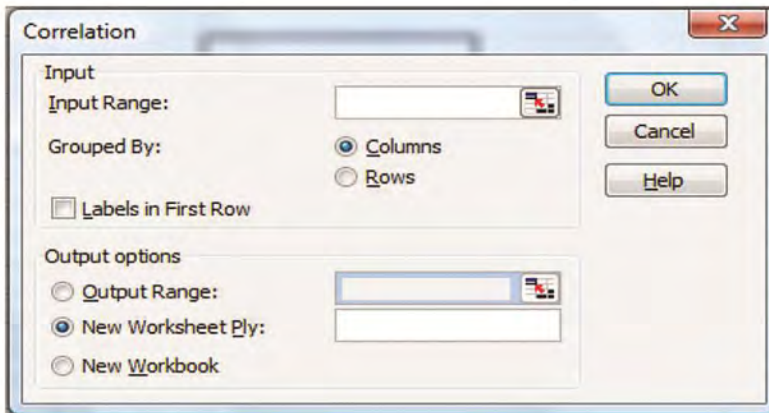 Correlation
Input
Input Range:
Grouped By:
Columns
Rows
Labels in First Row
OK
Cancel
Help
Output options
Output Range:
New Worksheet Ply:
New Workbook